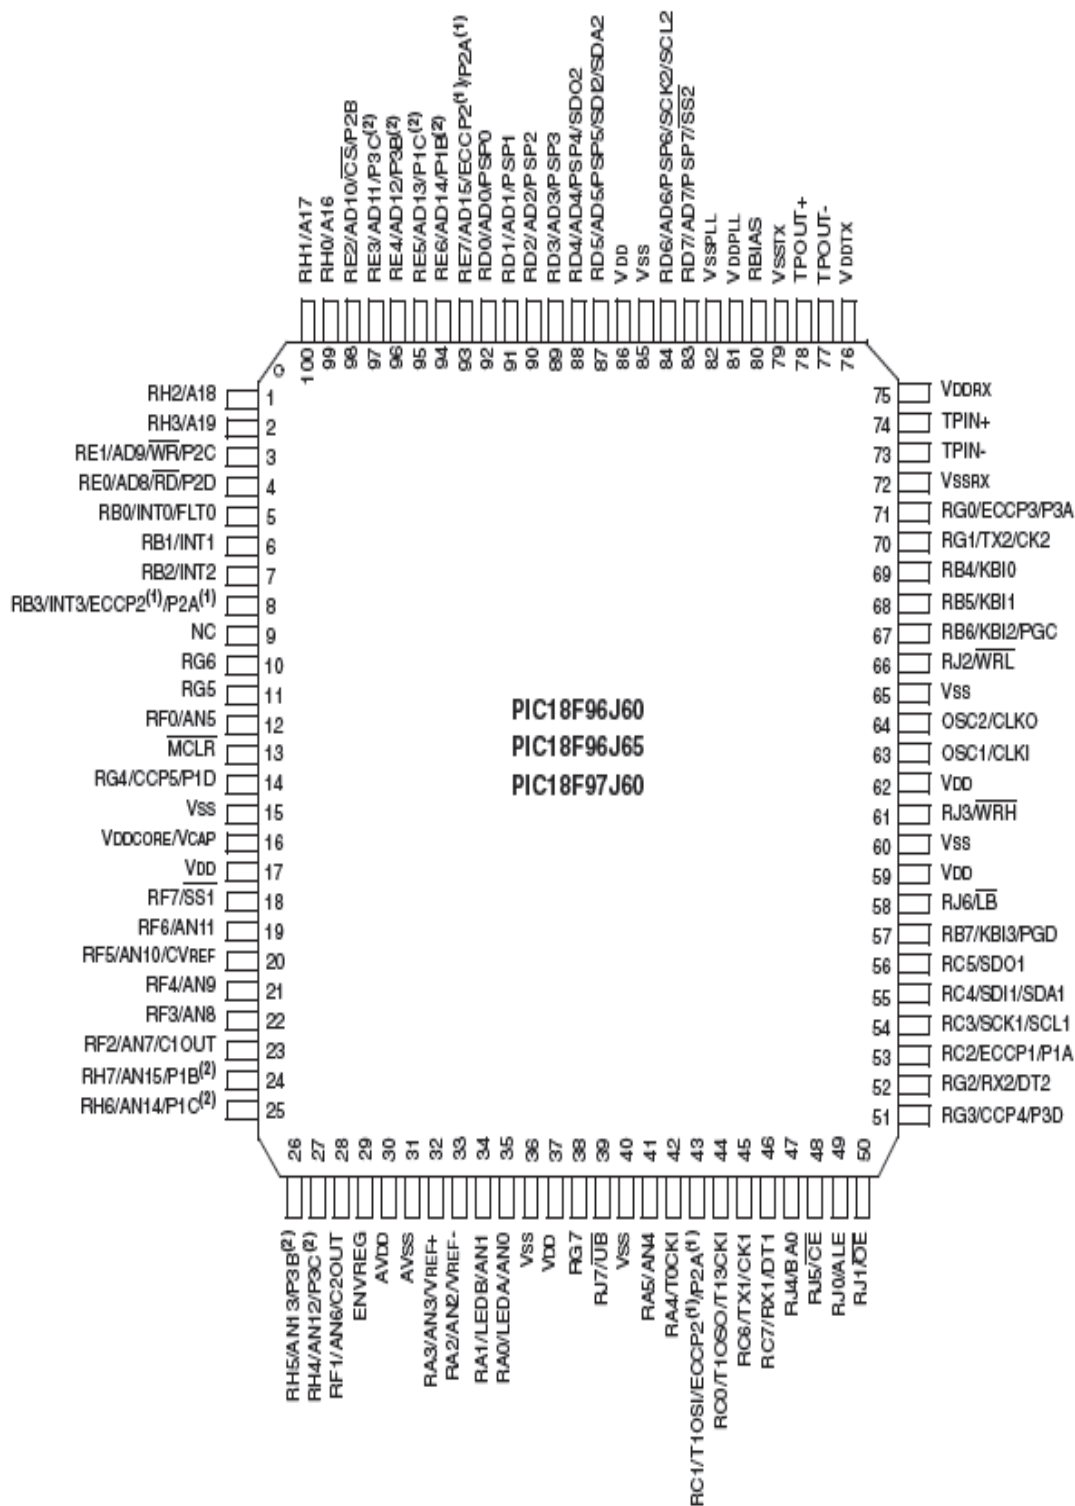 RH1/A17
RH0/A16
RE2/AD10/CS/P2B
RE3/AD11/P3C(2)
RE4/AD12/P3B(2)
RE5/AD13/P1C(2)
RE6/AD14/P1B(2)
RE7/AD15/ECCP2(1)/P2A(1)
RD0/AD0/PSP0
RD1/AD1/PSP1
RD2/AD2/PSP2
RD3/AD3/PSP3
RD4/AD4/PSP4/SDO2
RD5/AD5/PSP5/SDI2/SDA2
VDD
VSS
RD6/AD6/PSP6/SCK2/SCL2
RD7/AD7/PSP7/SS2
VSSPLL
VDDPLL
RBIAS
VSSTX
TPOUT+
TPOUT-
VDDTX
100 99 98 97 96 95 94 93 92 91 90 89 88 87 86 85 84 83 82 81 80 79 78 77 76
RH2/A18 1
RH3/A19 2
RE1/AD9/WR/P2C 3
RE0/AD8/RD/P2D 4
RB0/INT0/FLT0 5
RB1/INT1 6
RB2/INT2 7
RB3/INT3/ECCP2(1)/P2A(1) 8
NC 9
RG6 10
RG5 11
RF0/AN5 12
MCLR 13
RG4/CCP5/P1D 14
VSS 15
VDDCORE/VCAP 16
VDD 17
RF7/SS1 18
RF6/AN11 19
RF5/AN10/CVREF 20
RF4/AN9 21
RF3/AN8 22
RF2/AN7/C1OUT 23
RH7/AN15/P1B(2) 24
RH6/AN14/P1C(2) 25
PIC18F96J60
PIC18F96J65
PIC18F97J60
75 VDDRX
74 TPIN+
73 TPIN-
72 VSSRX
71 RG0/ECCP3/P3A
70 RG1/TX2/CK2
69 RB4/KBI0
68 RB5/KBI1
67 RB6/KBI2/PGC
66 RJ2/WRL
65 VSS
64 OSC2/CLKO
63 OSC1/CLKI
62 VDD
61 RJ3/WRH
60 VSS
59 VDD
58 RJ6/LB
57 RB7/KBI3/PGD
56 RC5/SDO1
55 RC4/SDI1/SDA1
54 RC3/SCK1/SCL1
53 RC2/ECCP1/P1A
52 RG2/RX2/DT2
51 RG3/CCP4/P3D
26 27 28 29 30 31 32 33 34 35 36 37 38 39 40 41 42 43 44 45 46 47 48 49 50
RH5/AN13/P3B(2)
RH4/AN12/P3C(2)
RF1/AN6/C2OUT
ENVREG
AVDD
AVSS
RA3/AN3/VREF+
RA2/AN2/VREF-
RA1/LEDB/AN1
RA0/LEDA/AN0
VSS
VDD
RG7
RJ7/UB
VSS
RA5/AN4
RA4/T0CKI
RC1/T1OSI/ECCP2(1)/P2A(1)
RC0/T1OSO/T13CKI
RC6/TX1/CK1
RC7/RX1/DT1
RJ4/BA0
RJ5/CE
RJ0/ALE
RJ1/OE